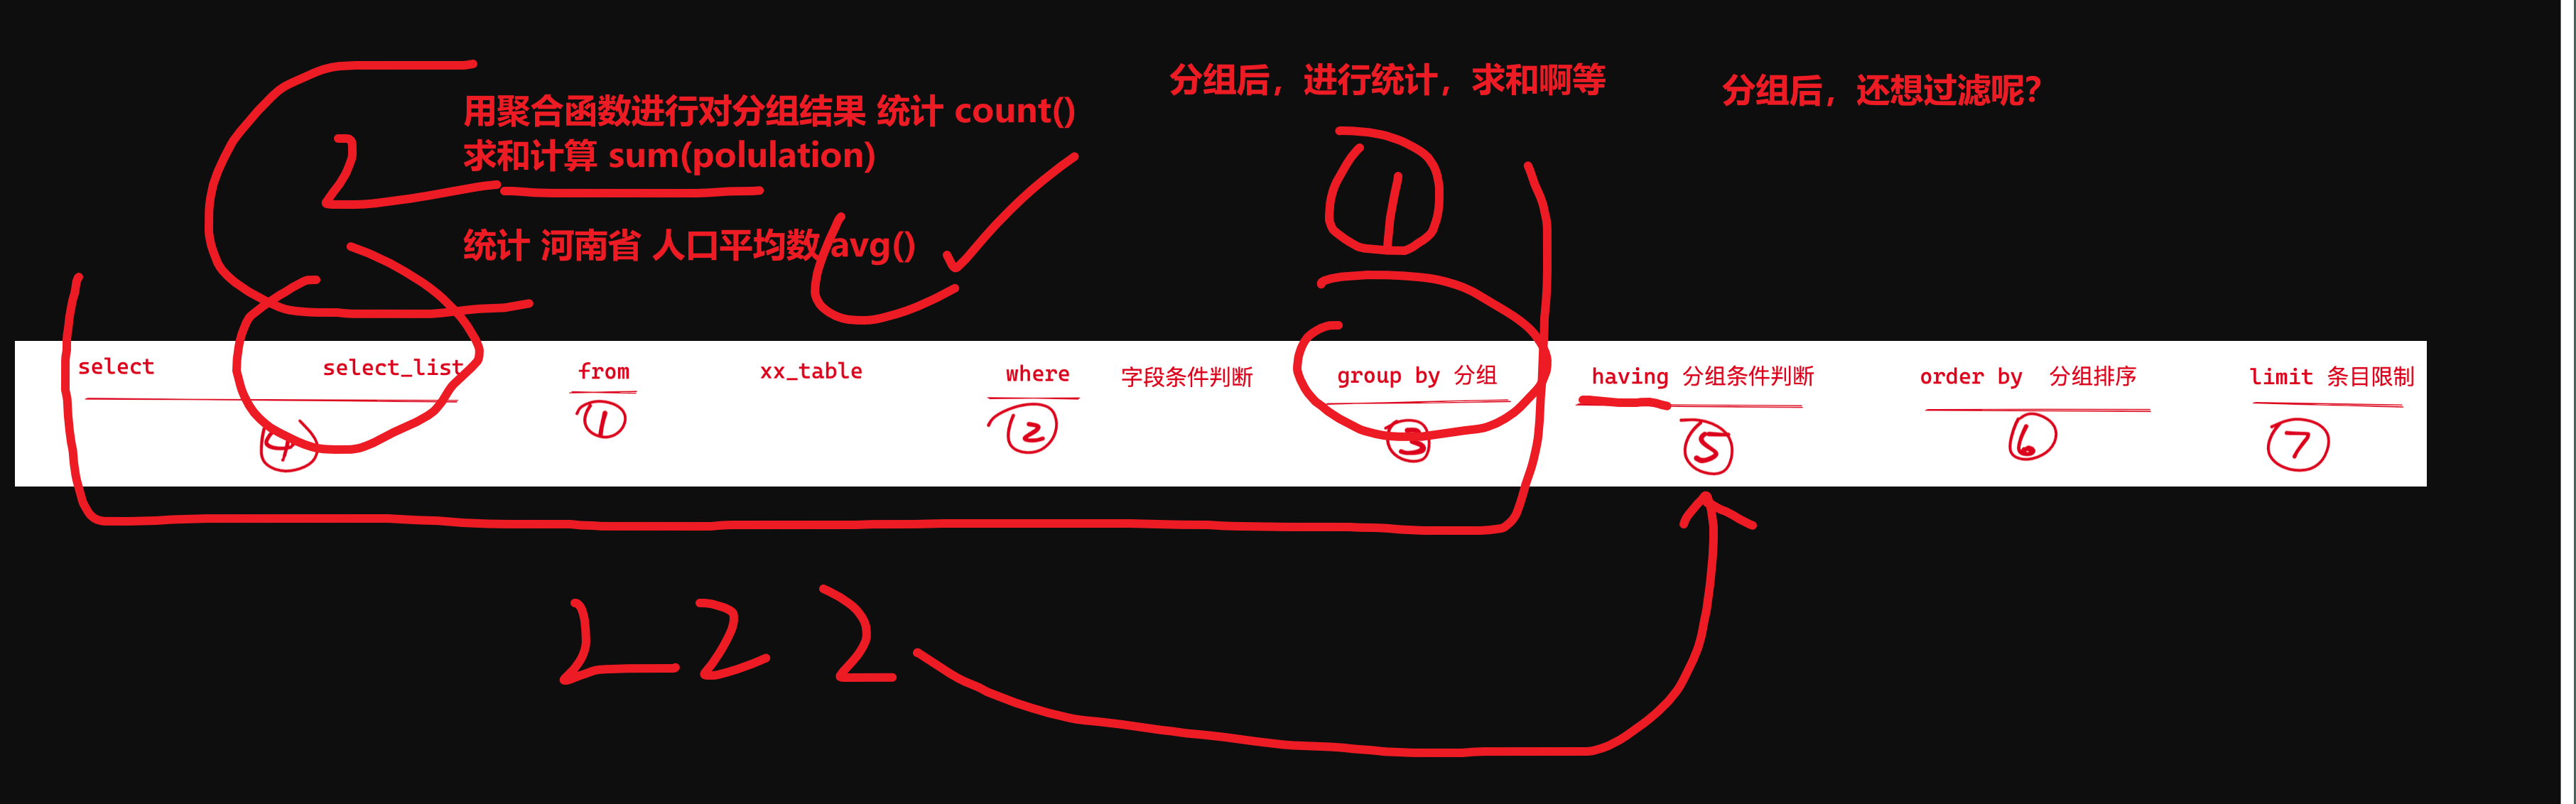 分组后，进行统计，求和啊等
分组后，还想过滤呢？
用聚合函数进行对分组结果 统计 count()
求和计算 sum(polulation)
统计 河南省 人口平均数 avg()
2
1
select select_list from xx_table where 字段条件判断 group by 分组 having 分组条件判断 order by 分组排序 limit 条目限制
4 1 2 3 5 6 7
2 2 2